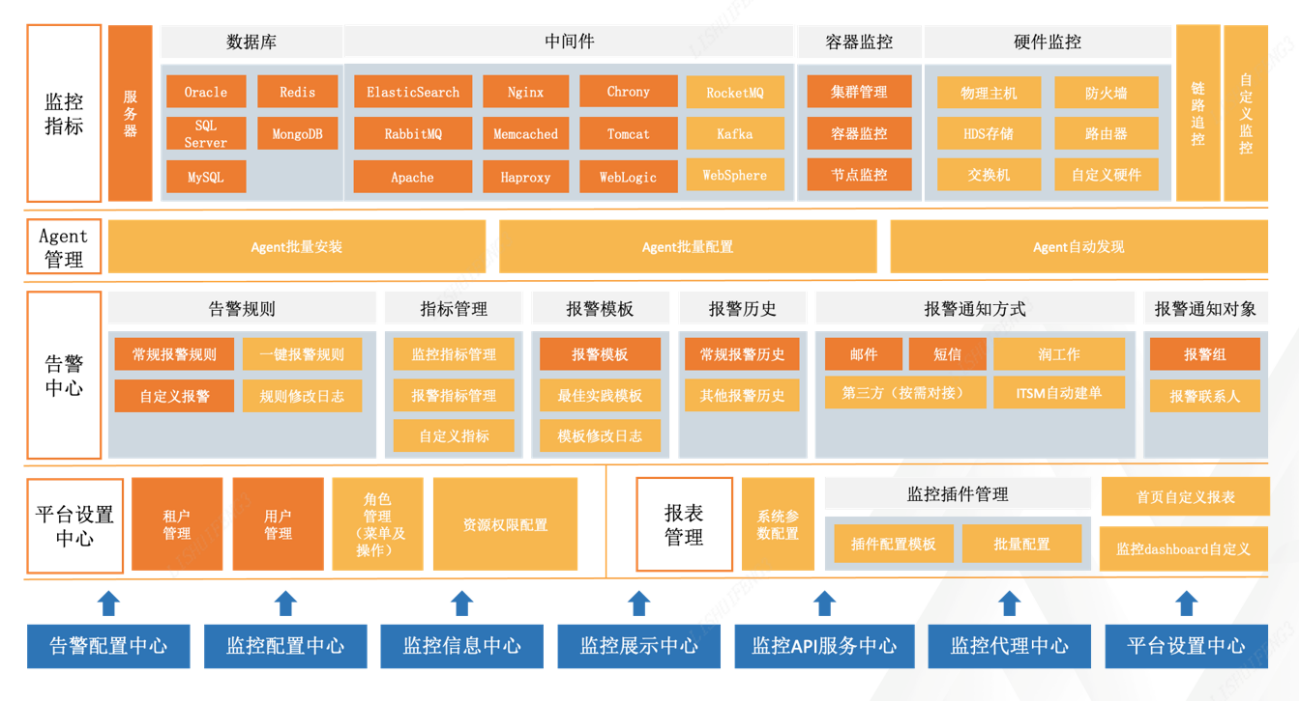 监控
指标
服
务
器
数据库
Oracle
Redis
SQL
Server
MongoDB
MySQL
中间件
ElasticSearch
Nginx
Chrony
RocketMQ
RabbitMQ
Memcached
Tomcat
Kafka
Apache
Haproxy
WebLogic
WebSphere
容器监控
集群管理
容器监控
节点监控
硬件监控
物理主机
防火墙
HDS存储
路由器
交换机
自定义硬件
链
路
追
控
自
定
义
监
控
Agent
管理
Agent批量安装
Agent批量配置
Agent自动发现
告警
中心
告警规则
常规报警规则
一键报警规则
自定义报警
规则修改日志
指标管理
监控指标管理
报警指标管理
自定义指标
报警模板
报警模板
最佳实践模板
模板修改日志
报警历史
常规报警历史
其他报警历史
报警通知方式
邮件
短信
润工作
第三方（按需对接）
ITSM自动建单
报警通知对象
报警组
报警联系人
平台设置
中心
租户
管理
用户
管理
角色
管理
（菜单及
操作）
资源权限配置
报表
管理
系统参
数配置
监控插件管理
插件配置模板
批量配置
首页自定义报表
监控dashboard自定义
告警配置中心
监控配置中心
监控信息中心
监控展示中心
监控API服务中心
监控代理中心
平台设置中心